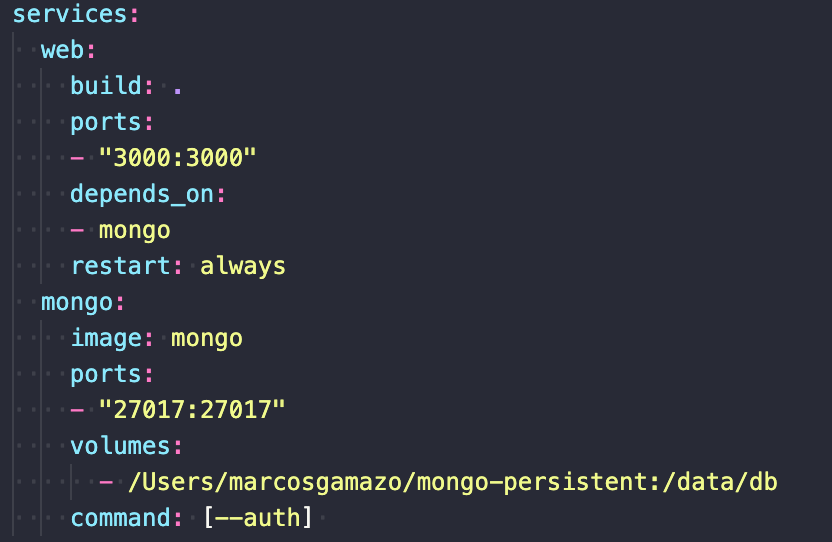 services:
  web:
    build: .
    ports:
    - "3000:3000"
    depends_on:
    - mongo
    restart: always
  mongo:
    image: mongo
    ports:
    - "27017:27017"
    volumes:
      - /Users/marcosgamazo/mongo-persistent:/data/db
    command: [--auth]